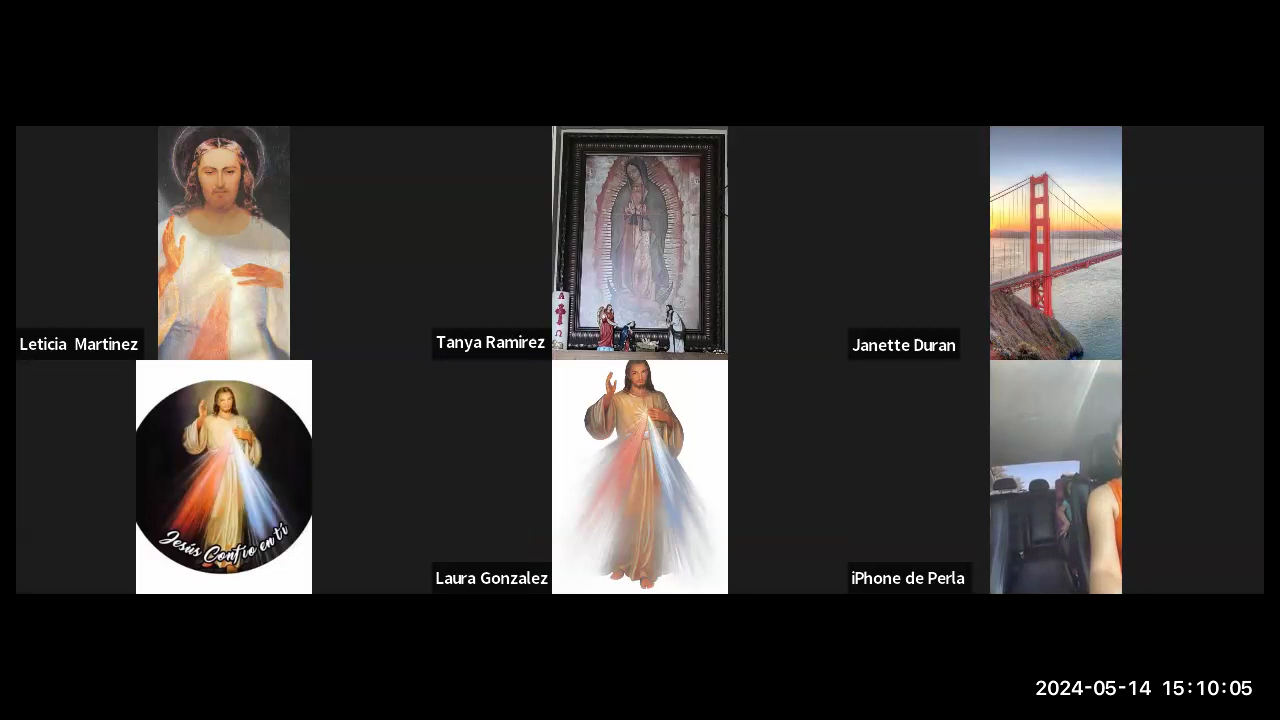 Leticia Martinez
Tanya Ramirez
A
Ω
Janette Duran
Jesús Confío en tí
Laura Gonzalez
iPhone de Perla
2024-05-14 15:10:05